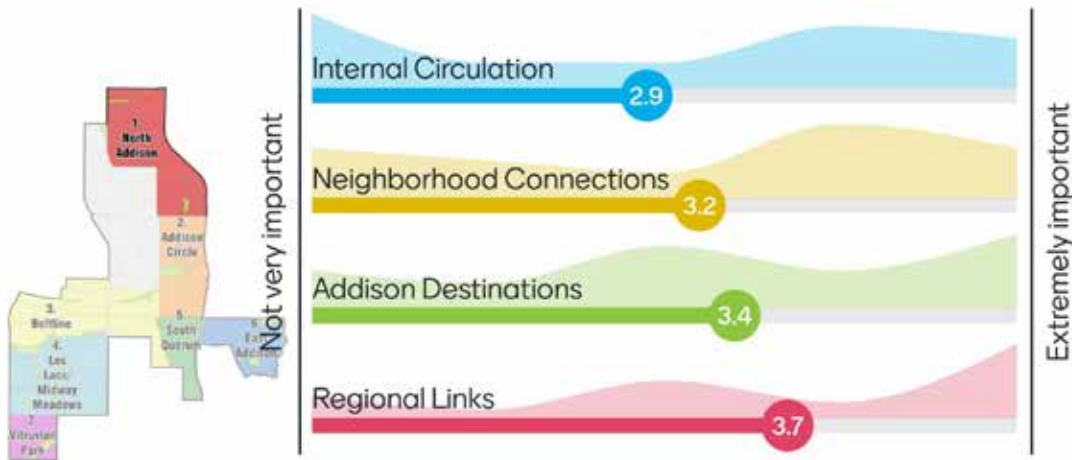 1.
North
Addison
2.
Addison
Circle
3.
Beltline
4.
Les
Lacs/
Midway
Meadows
5.
South
Quorum
6.
East
Addison
7.
Vitruvian
Park
Not very important
Internal Circulation
2.9
Neighborhood Connections
3.2
Addison Destinations
3.4
Regional Links
3.7
Extremely important